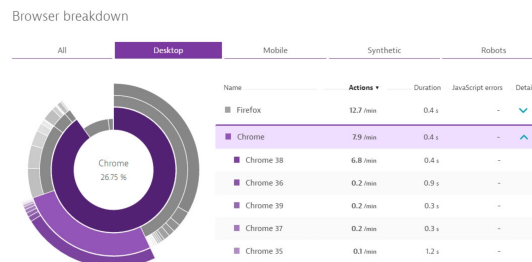 Browser breakdown
All Desktop Mobile Synthetic Robots
Name Actions ▾ Duration JavaScript errors Detai
Firefox 12.7 /min 0.4 s -
Chrome 7.9 /min 0.4 s -
Chrome 38 6.8 /min 0.4 s -
Chrome 36 0.2 /min 0.9 s -
Chrome 39 0.2 /min 0.3 s -
Chrome 37 0.2 /min 0.3 s -
Chrome 35 0.1 /min 1.2 s -
Chrome
26.75 %